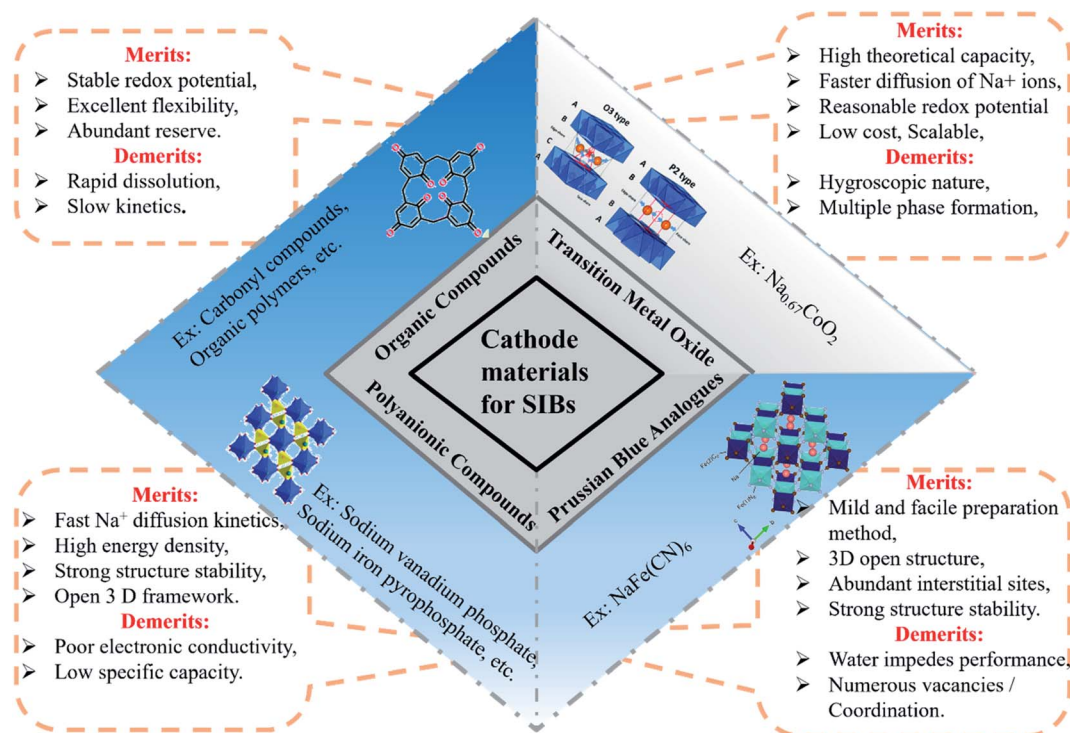 Merits:
➢ Stable redox potential,
➢ Excellent flexibility,
➢ Abundant reserve.
Demerits:
➢ Rapid dissolution,
➢ Slow kinetics.
Merits:
➢ High theoretical capacity,
➢ Faster diffusion of Na+ ions,
➢ Reasonable redox potential
➢ Low cost, Scalable,
Demerits:
➢ Hygroscopic nature,
➢ Multiple phase formation,
Ex: Carbonyl compounds,
Organic polymers, etc.
O3 type
A
B
C
A
P2 type
A
B
B
A
Ex: Na0.67CoO2
Organic Compounds
Transition Metal Oxide
Cathode
materials
for SIBs
Polyanionic Compounds
Prussian Blue Analogues
Merits:
➢ Fast Na⁺ diffusion kinetics,
➢ High energy density,
➢ Strong structure stability,
➢ Open 3 D framework.
Demerits:
➢ Poor electronic conductivity,
➢ Low specific capacity.
Ex: Sodium vanadium phosphate,
Sodium iron pyrophosphate, etc.
Ex: NaFe(CN)6
Na
Merits:
➢ Mild and facile preparation
method,
➢ 3D open structure,
➢ Abundant interstitial sites,
➢ Strong structure stability.
Demerits:
➢ Water impedes performance,
➢ Numerous vacancies /
Coordination.